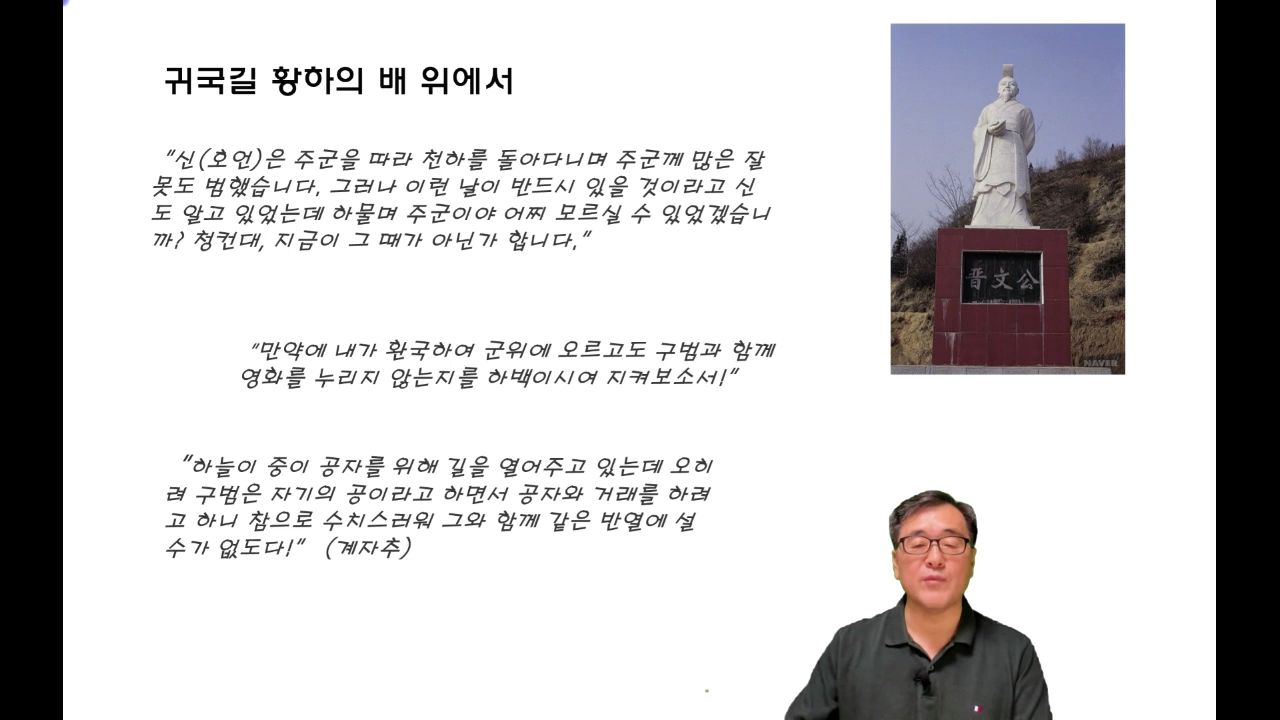 귀국길 황하의 배 위에서
“신(호언)은 주군을 따라 천하를 돌아다니며 주군께 많은 잘
못도 범했습니다. 그러나 이런 날이 반드시 있을 것이라고 신
도 알고 있었는데 하물며 주군이야 어찌 모르실 수 있었겠습니
까? 청컨대, 지금이 그 때가 아닌가 합니다.”
“만약에 내가 환국하여 군위에 오르고도 구범과 함께
영화를 누리지 않는지를 하백이시여 지켜보소서!”
“하늘이 중이 공자를 위해 길을 열어주고 있는데 오히
려 구범은 자기의 공이라고 하면서 공자와 거래를 하려
고 하니 참으로 수치스러워 그와 함께 같은 반열에 설
수가 없도다!” (계자추)
晋文公
NAVER